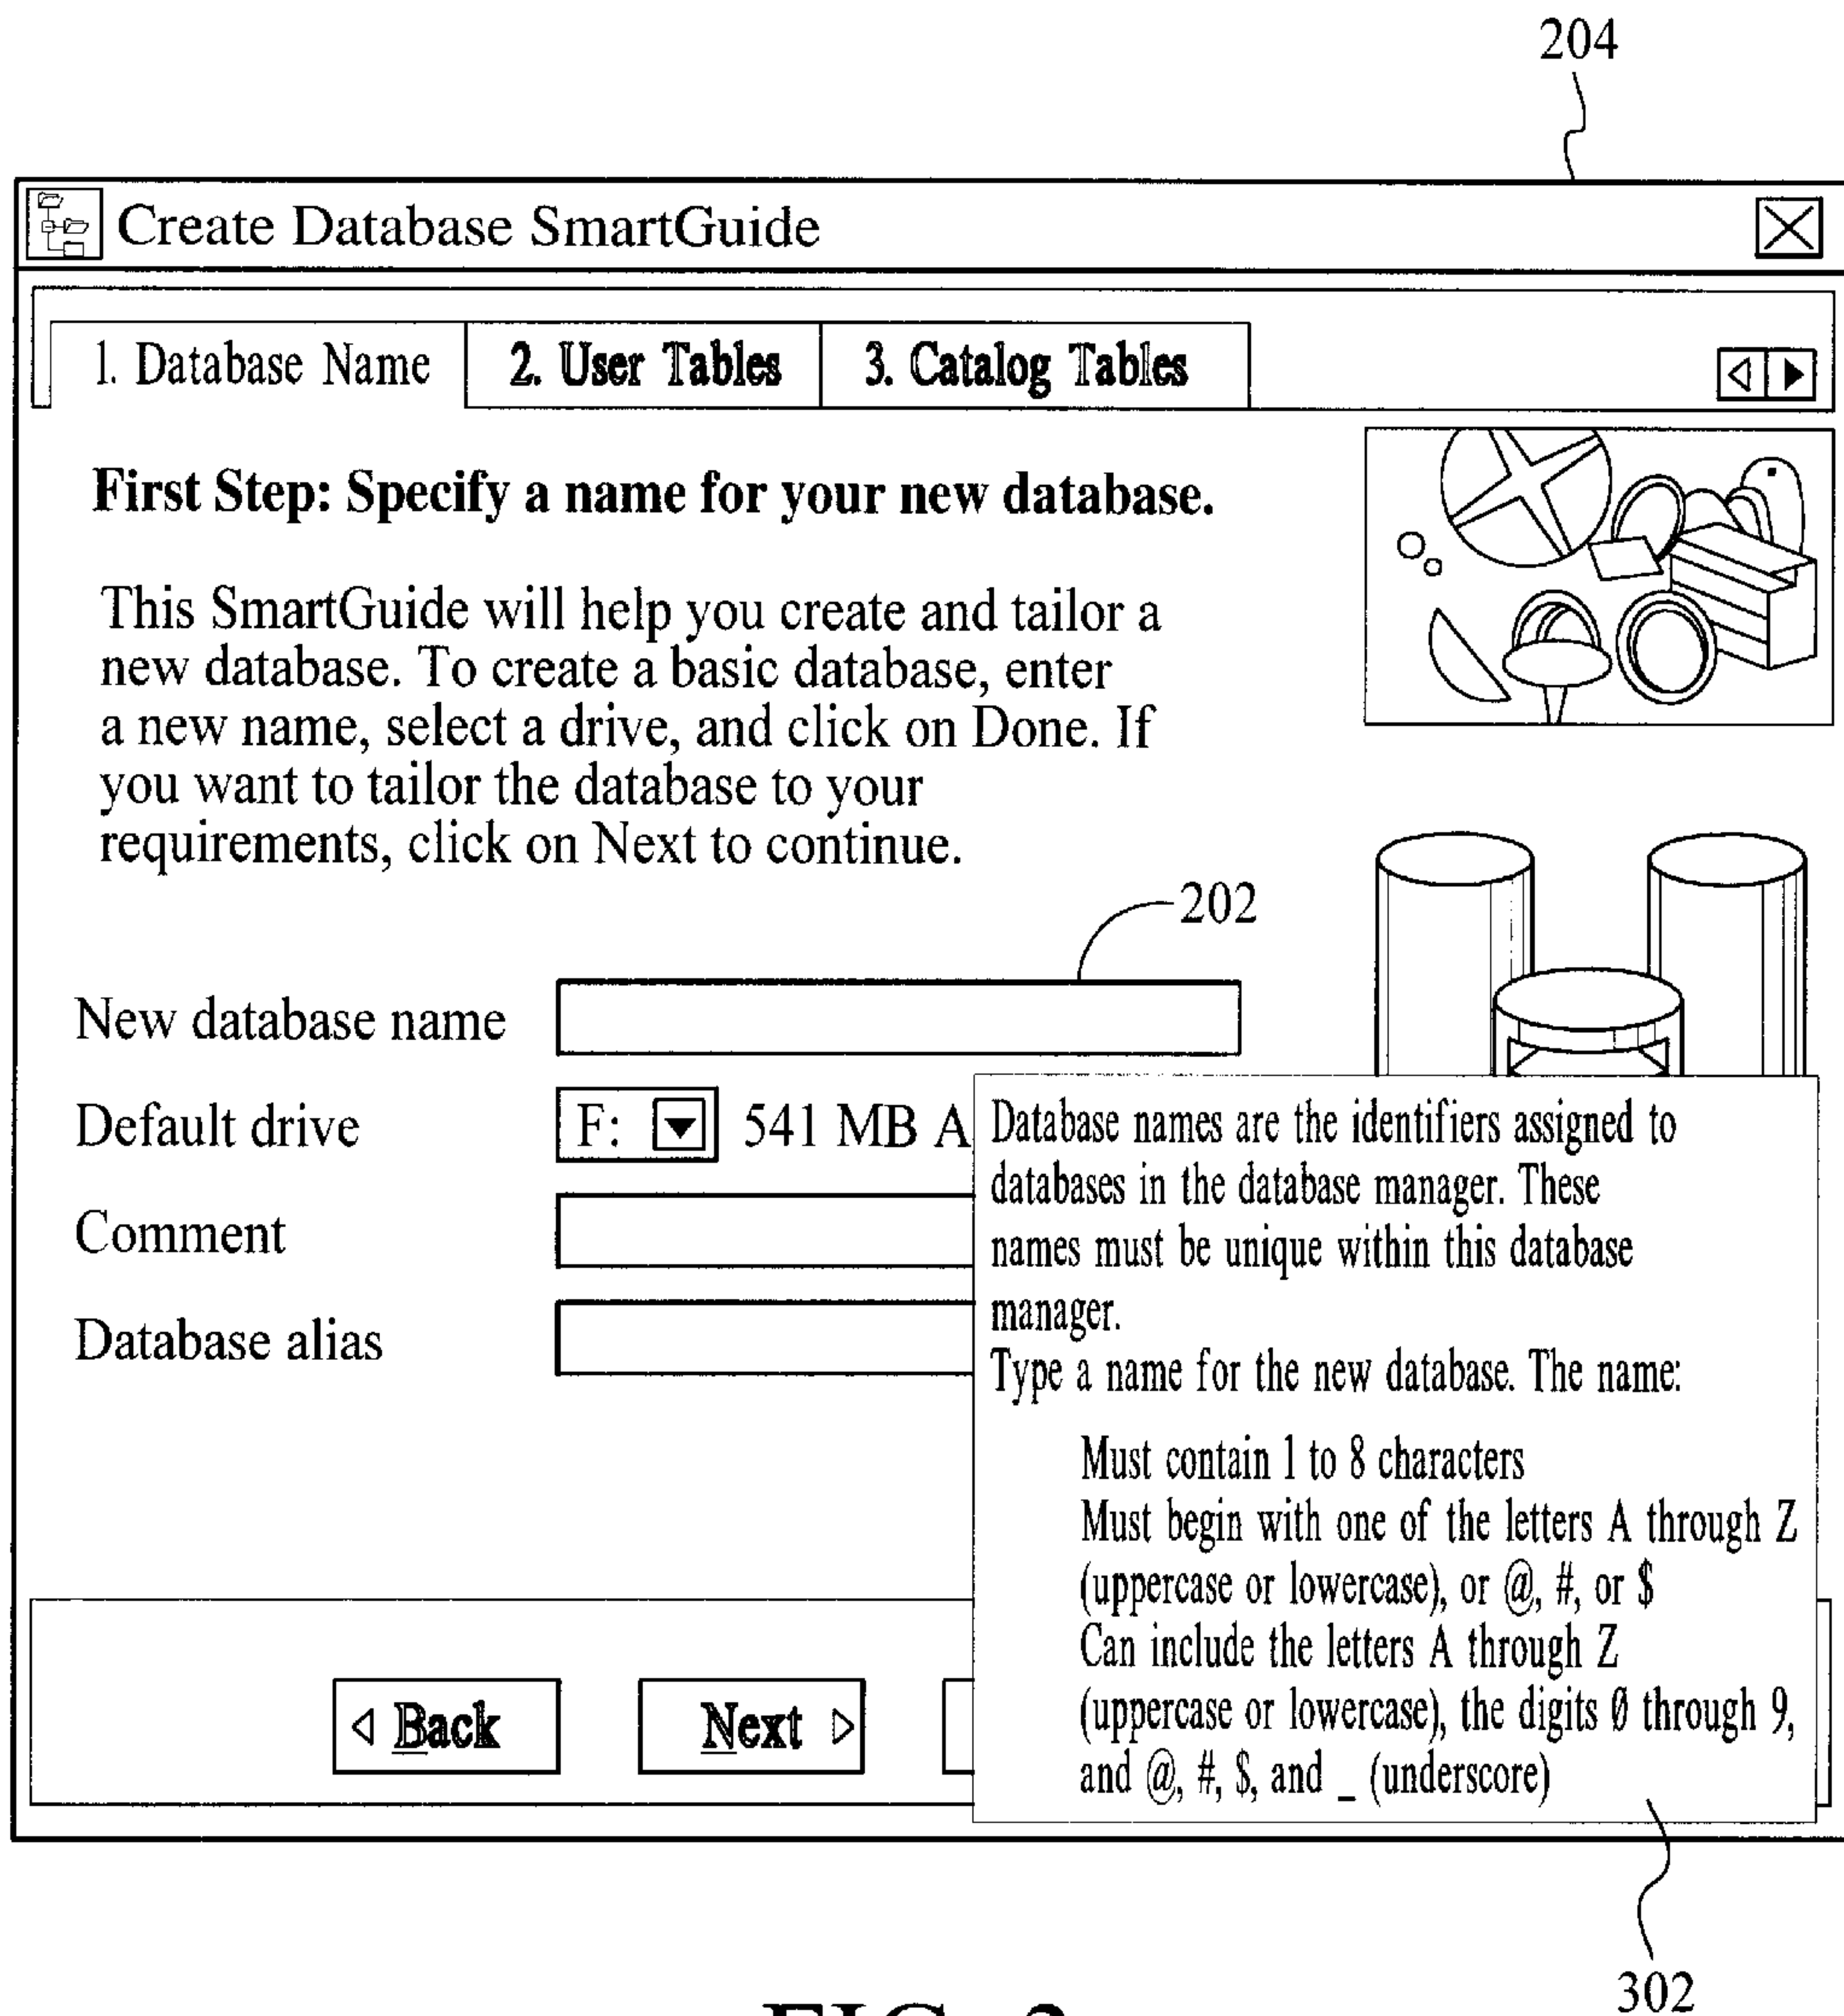 204
Create Database SmartGuide
1. Database Name
2. User Tables
3. Catalog Tables
First Step: Specify a name for your new database.
This SmartGuide will help you create and tailor a
new database. To create a basic database, enter
a new name, select a drive, and click on Done. If
you want to tailor the database to your
requirements, click on Next to continue.
202
New database name
Default drive
F:
541 MB A
Comment
Database alias
Database names are the identifiers assigned to
databases in the database manager. These
names must be unique within this database
manager.
Type a name for the new database. The name:
Must contain 1 to 8 characters
Must begin with one of the letters A through Z
(uppercase or lowercase), or @, #, or $
Can include the letters A through Z
(uppercase or lowercase), the digits 0 through 9,
and @, #, $, and _ (underscore)
Back
Next
302